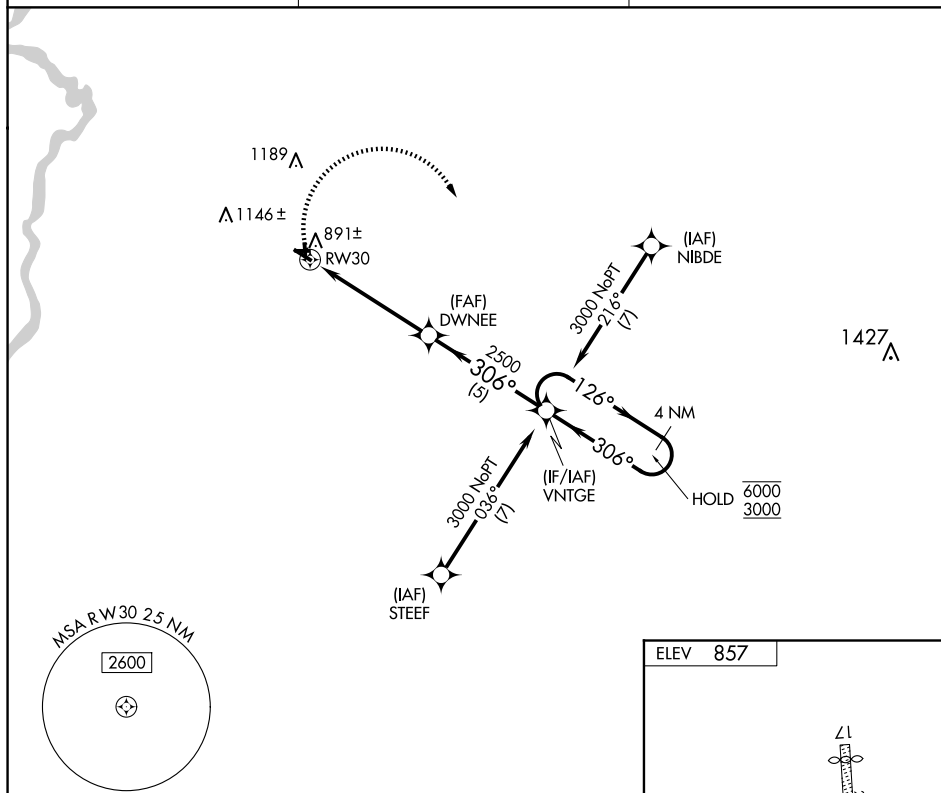 1189
1146 ±
891±
RW30
(IAF)
NIBDE
3000 NoPT
216°
(7)
(FAF)
DWNEE
2500
306°
(5)
1427
126°
4 NM
306°
(IF/IAF)
VNTGE
HOLD 6000
3000
3000 NoPT
036°
(7)
(IAF)
STEEF
MSA RW30 25 NM
2600
ELEV 857
17